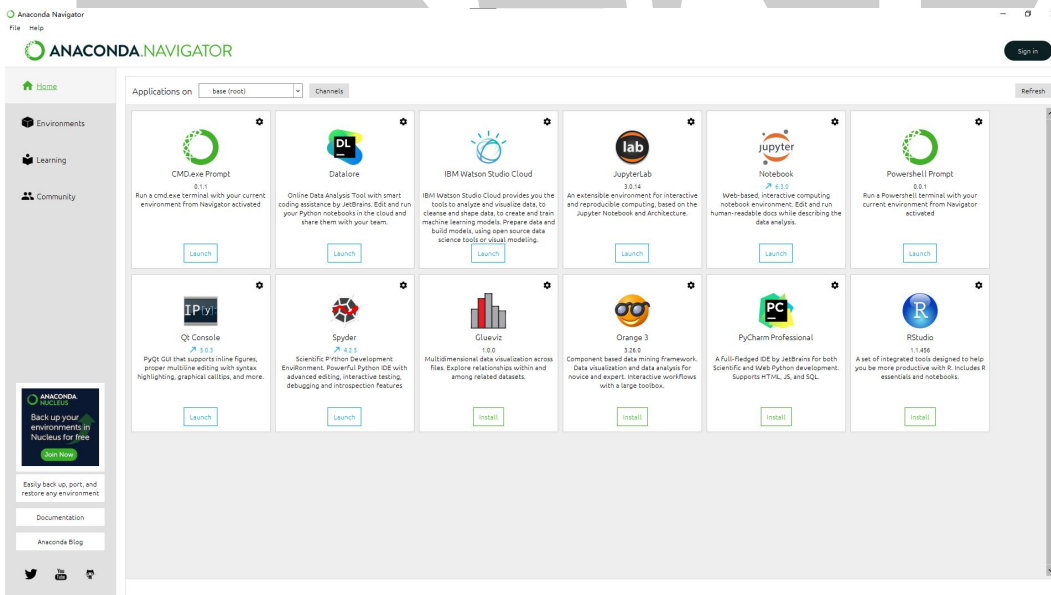 Anaconda Navigator
File Help
ANACONDA.NAVIGATOR
Sign in
Home
Environments
Learning
Community
Applications on base (root) Channels
Refresh
CMD.exe Prompt
0.1.1
Run a cmd.exe terminal with your current
environment from Navigator activated
Launch
DL
Datalore
Online Data Analysis Tool with smart
coding assistance by JetBrains. Edit and run
your Python notebooks in the cloud and
share them with your team.
Launch
IBM Watson Studio Cloud
IBM Watson Studio Cloud provides you the
tools to analyze and visualize data, to
cleanse and shape data, to create and train
machine learning models. Prepare data and
build models, using open source data
science tools or visual modeling.
Launch
lab
JupyterLab
3.0.14
An extensible environment for interactive
and reproducible computing, based on the
Jupyter Notebook and Architecture.
Launch
jupyter
Notebook
6.3.0
Web-based, interactive computing
notebook environment. Edit and run
human-readable docs while describing the
data analysis.
Launch
Powershell Prompt
0.0.1
Run a Powershell terminal with your
current environment from Navigator
activated
Launch
IP[y]:
Qt Console
5.0.3
PyQt GUI that supports inline figures,
proper multiline editing with syntax
highlighting, graphical calltips, and more.
Launch
Spyder
4.2.5
Scientific PYthon Development
EnviRonment. Powerful Python IDE with
advanced editing, interactive testing,
debugging and introspection features
Launch
Glueviz
1.0.0
Multidimensional data visualization across
files. Explore relationships within and
among related datasets.
Install
Orange 3
3.26.0
Component based data mining framework.
Data visualization and data analysis for
novice and expert. Interactive workflows
with a large toolbox.
Install
PC
PyCharm Professional
A full-fledged IDE by JetBrains for both
Scientific and Web Python development.
Supports HTML, JS, and SQL.
Install
R
RStudio
1.1.456
A set of integrated tools designed to help
you be more productive with R. Includes R
essentials and notebooks.
Install
ANACONDA.
NUCLEUS
Back up your
environments in
Nucleus for free
Join Now
Easily back up, port, and
restore any environment
Documentation
Anaconda Blog
You
Tube